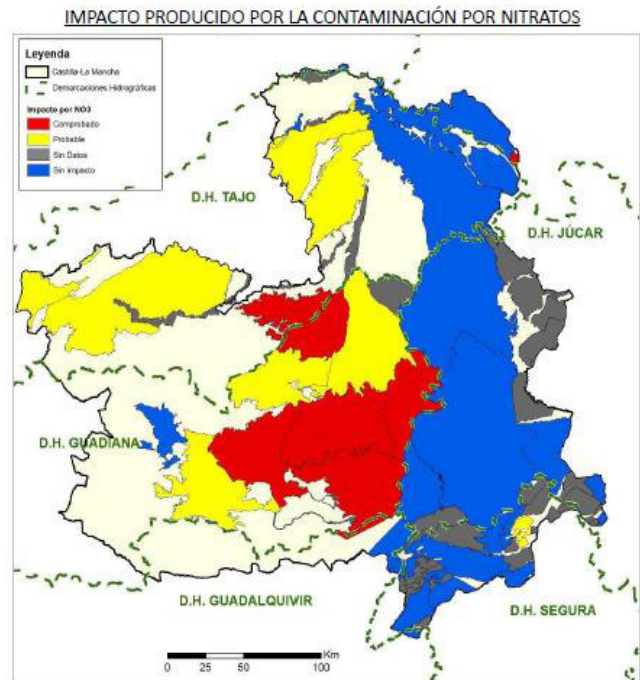 IMPACTO PRODUCIDO POR LA CONTAMINACIÓN POR NITRATOS
Leyenda
Castilla-La Mancha
Demarcaciones Hidrográficas
Impacto por NO3
Comprobado
Probable
Sin Datos
Sin Impacto
D.H. TAJO
D.H. JÚCAR
D.H. GUADIANA
D.H. GUADALQUIVIR
D.H. SEGURA
Km
0 25 50 100